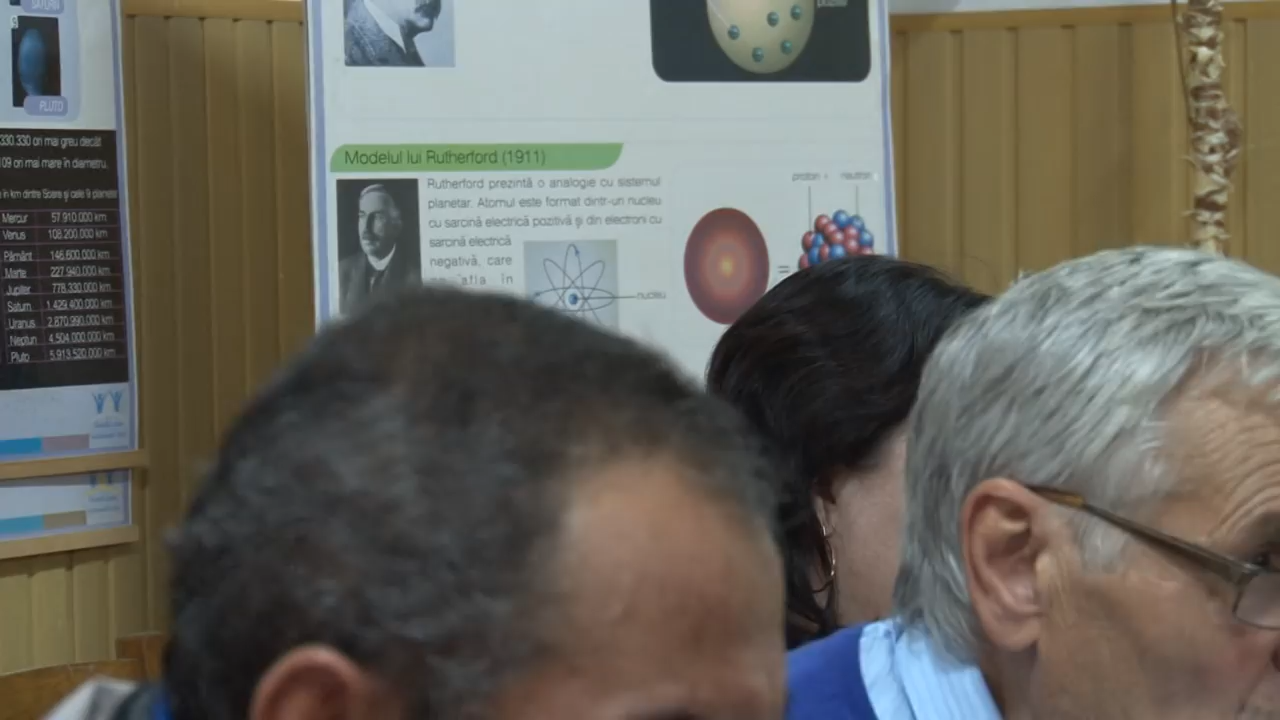 SATURN
PLUTO
330.330 ori mai greu decât
109 ori mai mare în diametru,
în km dintre Soare și cele 9 planete
Mercur 57.910.000 km
Venus 108.200.000 km
Pământ 146.600.000 km
Marte 227.940.000 km
Jupiter 778.330.000 km
Saturn 1.429.400.000 km
Uranus 2.870.990.000 km
Neptun 4.504.000.000 km
Pluto 5.913.520.000 km
Modelul lui Rutherford (1911)
Rutherford prezintă o analogie cu sistemul
planetar. Atomul este format dintr-un nucleu
cu sarcină electrică pozitivă și din electroni cu
sarcină electrică
negativă, care
în
nucleu
proton
neutron
=